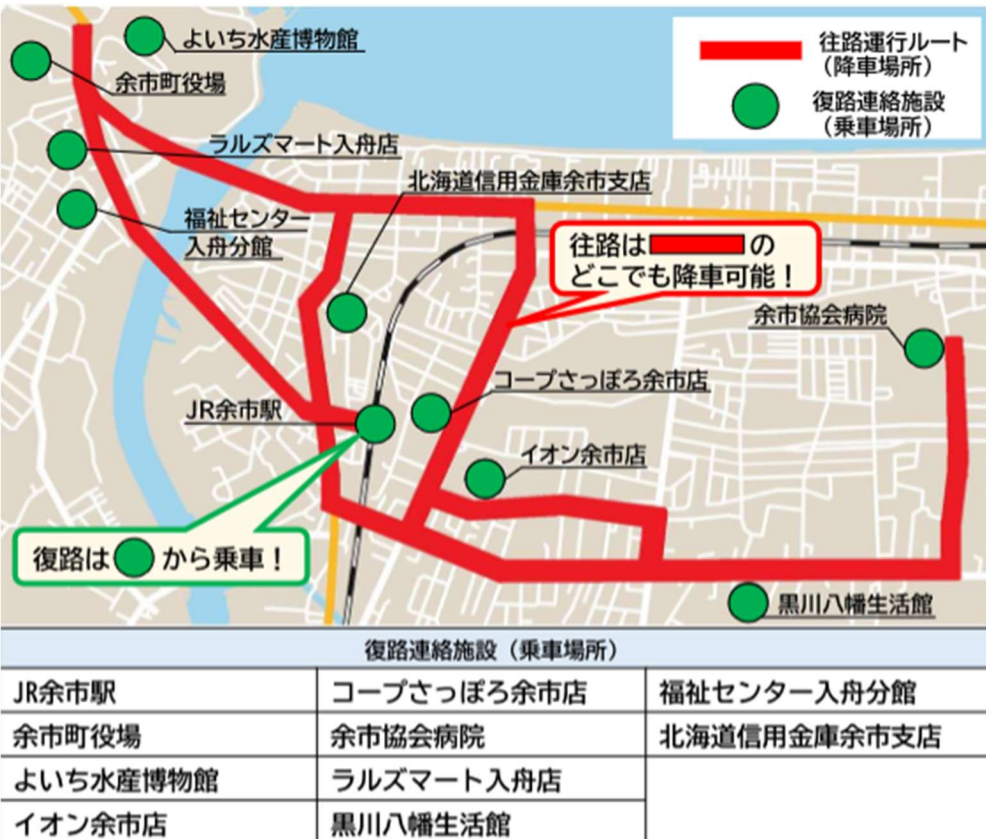 よいち水産博物館
余市町役場
往路運行ルート
（降車場所）
復路連絡施設
（乗車場所）
ラルズマート入舟店
北海道信用金庫余市支店
福祉センター
入舟分館
往路は の
どこでも降車可能！
余市協会病院
コープさっぽろ余市店
JR余市駅
イオン余市店
復路は から乗車！
黒川八幡生活館
復路連絡施設（乗車場所）
JR余市駅 コープさっぽろ余市店 福祉センター入舟分館
余市町役場 余市協会病院 北海道信用金庫余市支店
よいち水産博物館 ラルズマート入舟店
イオン余市店 黒川八幡生活館